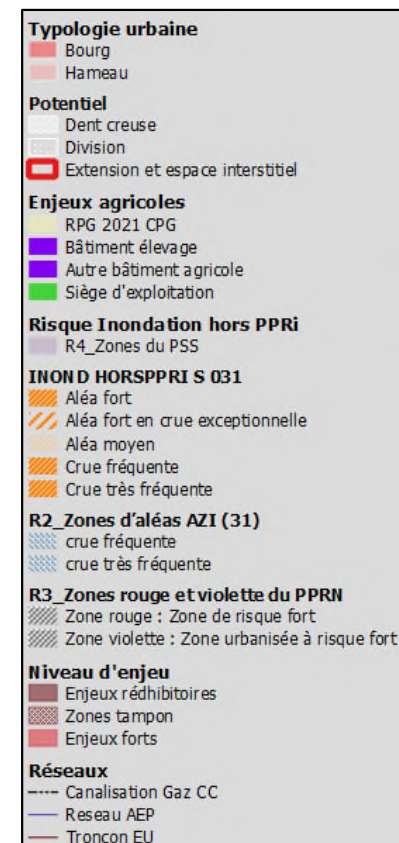 Typologie urbaine
Bourg
Hameau
Potentiel
Dent creuse
Division
Extension et espace interstitiel
Enjeux agricoles
RPG 2021 CPG
Bâtiment élevage
Autre bâtiment agricole
Siège d'exploitation
Risque Inondation hors PPRi
R4_Zones du PSS
INOND HORSPPRI S 031
Aléa fort
Aléa fort en crue exceptionnelle
Aléa moyen
Crue fréquente
Crue très fréquente
R2_Zones d'aléas AZI (31)
crue fréquente
crue très fréquente
R3_Zones rouge et violette du PPRN
Zone rouge : Zone de risque fort
Zone violette : Zone urbanisée à risque fort
Niveau d'enjeu
Enjeux rédhibitoires
Zones tampon
Enjeux forts
Réseaux
Canalisation Gaz CC
Reseau AEP
Troncon EU